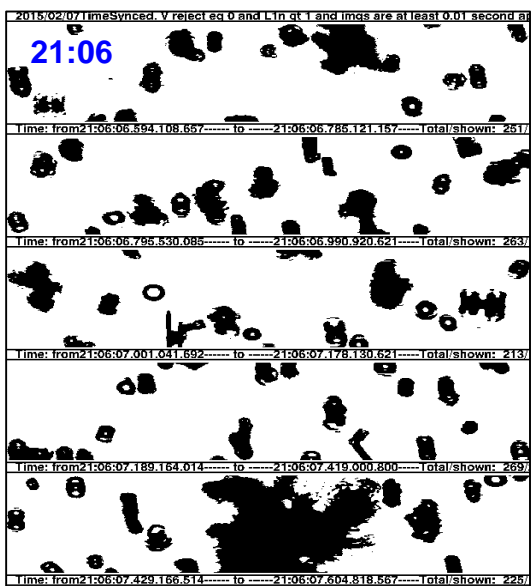 2015/02/07TimeSynced. V reject eq 0 and L1n gt 1 and imgs are at least 0.01 second ap
21:06
Time: from21:06:06.594.108.657------ to -----21:06:06.785.121.157-----Total/shown: 251/
Time: from21:06:06.795.530.085------ to -----21:06:06.990.920.621-----Total/shown: 263/
Time: from21:06:07.001.041.692------ to -----21:06:07.178.130.621-----Total/shown: 213/
Time: from21:06:07.189.164.014------ to -----21:06:07.419.000.800-----Total/shown: 269/
Time: from21:06:07.429.166.514------ to -----21:06:07.604.818.567-----Total/shown: 225/